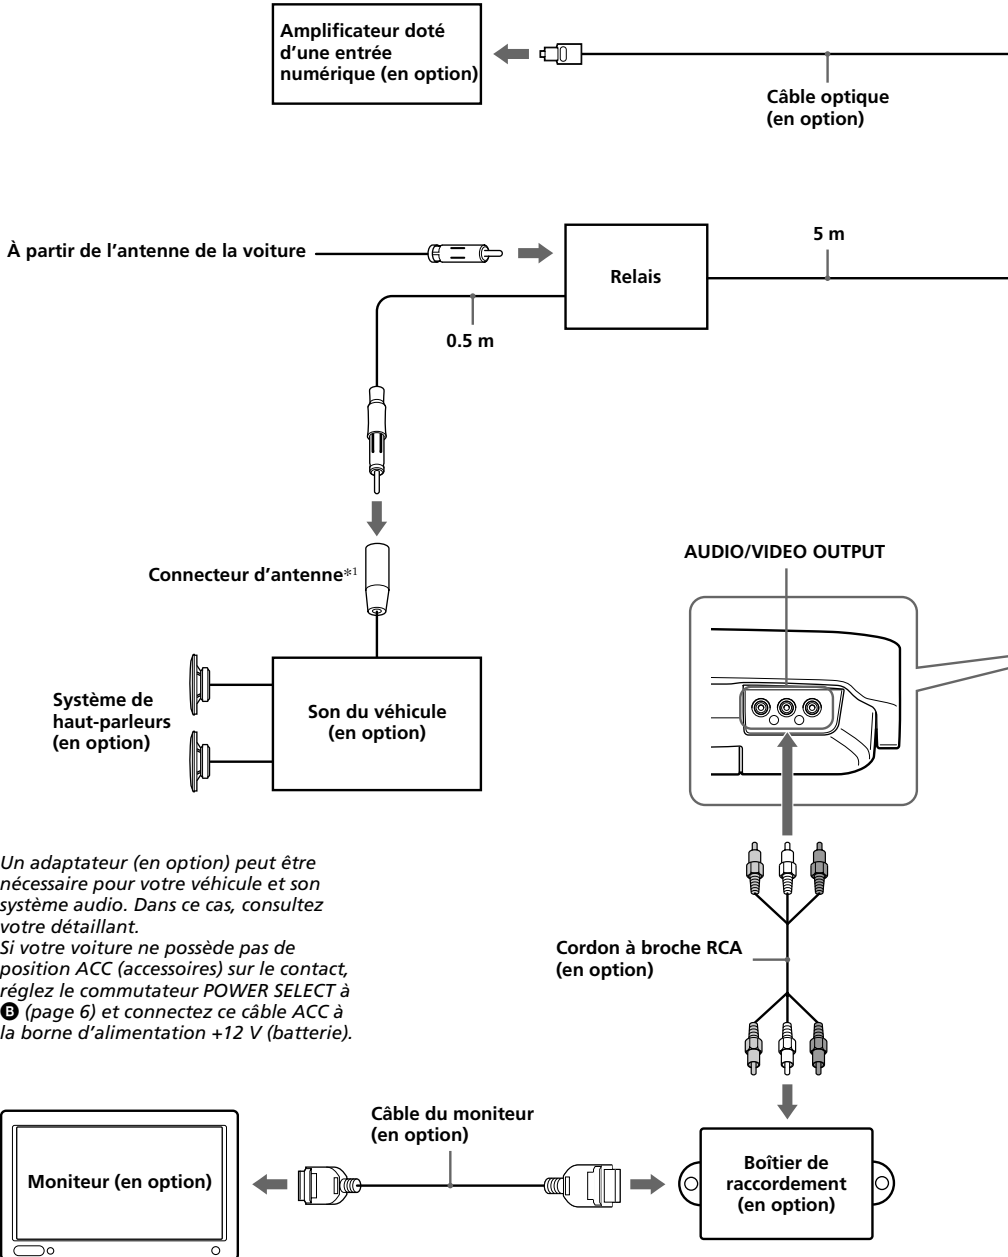 Amplificateur doté
d'une entrée
numérique (en option)
Câble optique
(en option)
À partir de l'antenne de la voiture
Relais
5 m
0.5 m
Connecteur d'antenne*1
AUDIO/VIDEO OUTPUT
Système de
haut-parleurs
(en option)
Son du véhicule
(en option)
Un adaptateur (en option) peut être
nécessaire pour votre véhicule et son
système audio. Dans ce cas, consultez
votre détaillant.
Si votre voiture ne possède pas de
position ACC (accessoires) sur le contact,
réglez le commutateur POWER SELECT à
B (page 6) et connectez ce câble ACC à
la borne d'alimentation +12 V (batterie).
Cordon à broche RCA
(en option)
Câble du moniteur
(en option)
Moniteur (en option)
Boîtier de
raccordement
(en option)